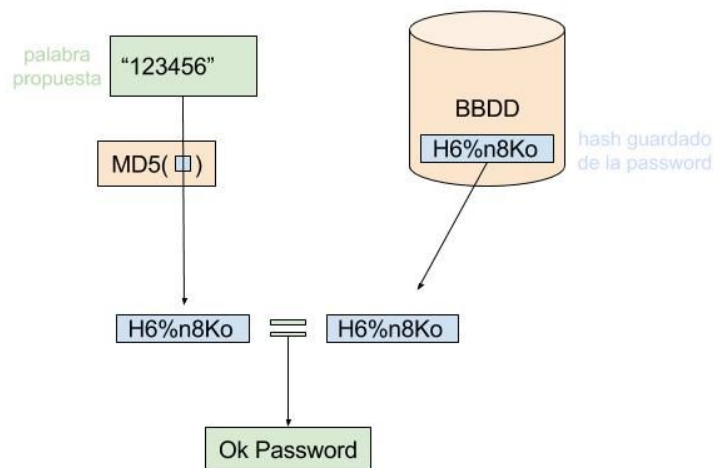 palabra
propuesta
“123456”
BBDD
H6%n8Ko
hash guardado
de la password
MD5( )
H6%n8Ko
=
H6%n8Ko
Ok Password